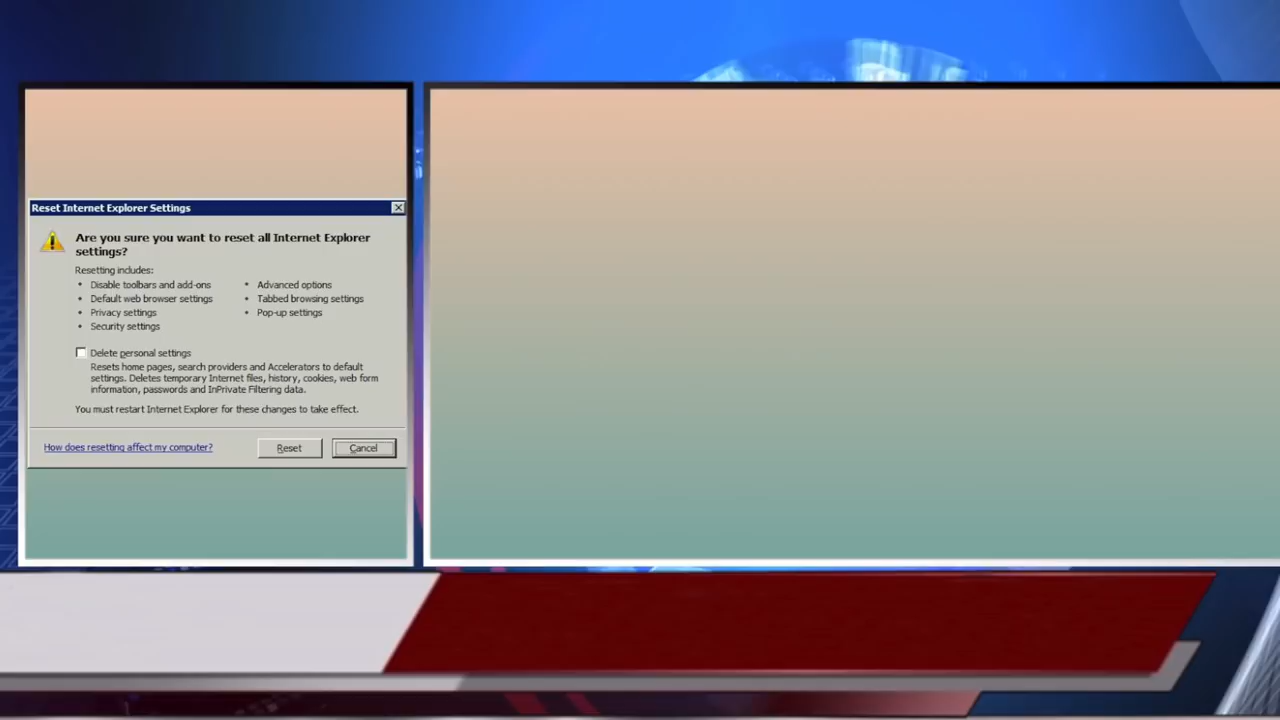 Reset Internet Explorer Settings
Are you sure you want to reset all Internet Explorer
settings?
Resetting includes:
• Disable toolbars and add-ons
• Default web browser settings
• Privacy settings
• Security settings
• Advanced options
• Tabbed browsing settings
• Pop-up settings
Delete personal settings
Resets home pages, search providers and Accelerators to default
settings. Deletes temporary Internet files, history, cookies, web form
information, passwords and InPrivate Filtering data.
You must restart Internet Explorer for these changes to take effect.
How does resetting affect my computer?
Reset
Cancel